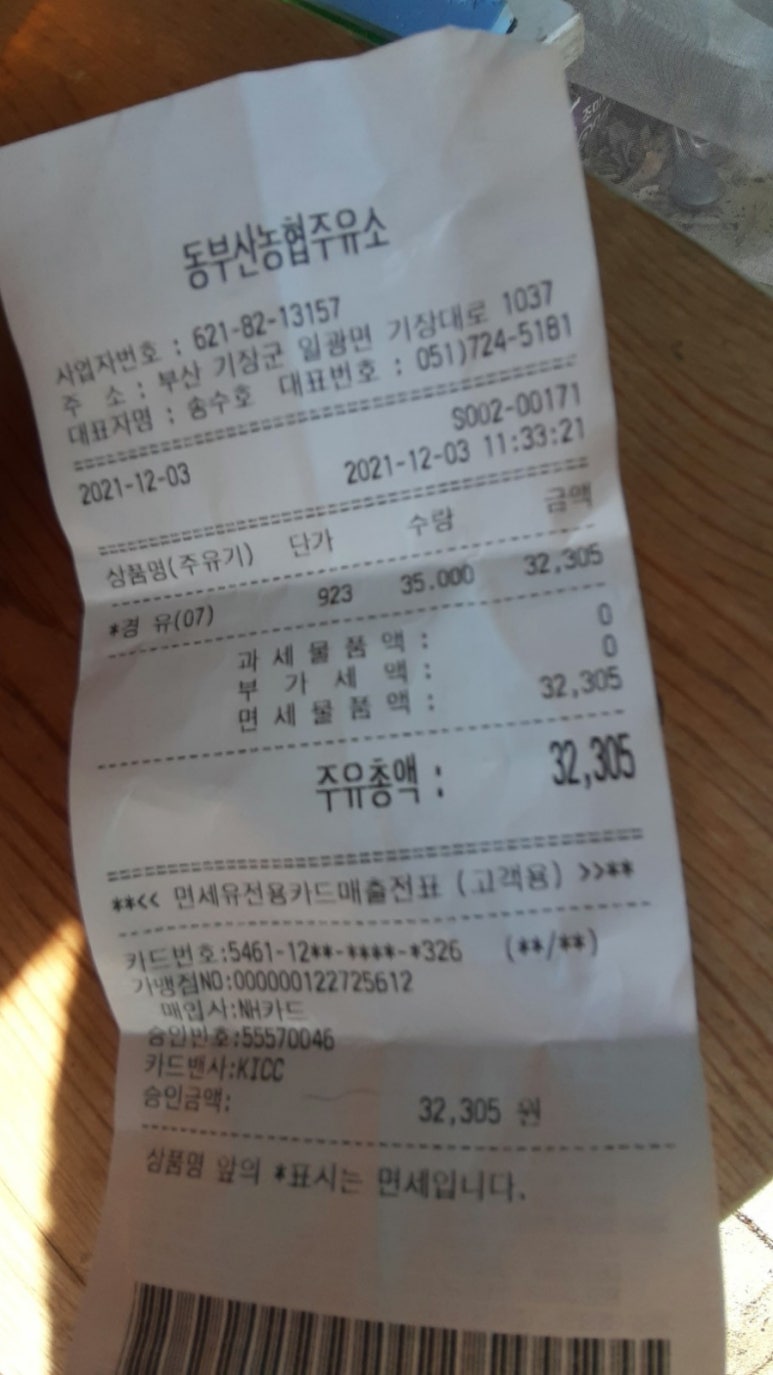 동부산농협주유소
사업자번호 : 621-82-13157
주 소 : 부산 기장군 일광면 기장대로 1037
대표자명 : 송수호 대표번호 : 051)724-5181
S002-00171
2021-12-03 2021-12-03 11:33:21
상품명(주유기) 단가 수량 금액
*경 유(07) 923 35.000 32,305
과 세 물 품 액 : 0
부 가 세 액 : 0
면 세 물 품 액 : 32,305
주유총액 : 32,305
**<< 면세유전용카드매출전표 (고객용) >>**
카드번호:5461-12**-****-*326 (**/**)
가맹점NO:000000122725612
매입사:NH카드
승인번호:55570046
카드밴사:KICC
승인금액: 32,305 원
상품명 앞의 *표시는 면세입니다.